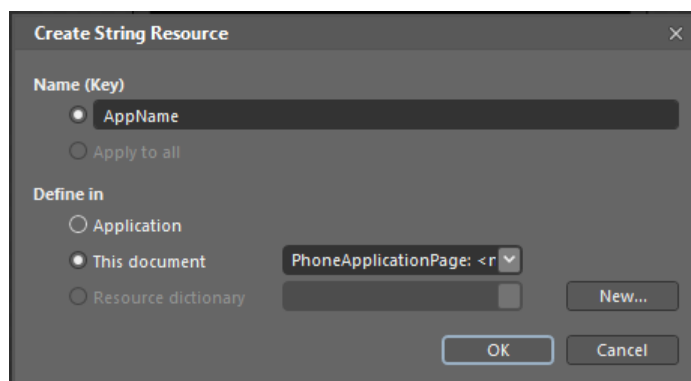 Create String Resource
Name (Key)
AppName
Apply to all
Define in
Application
This document PhoneApplicationPage: <r
Resource dictionary New...
OK Cancel